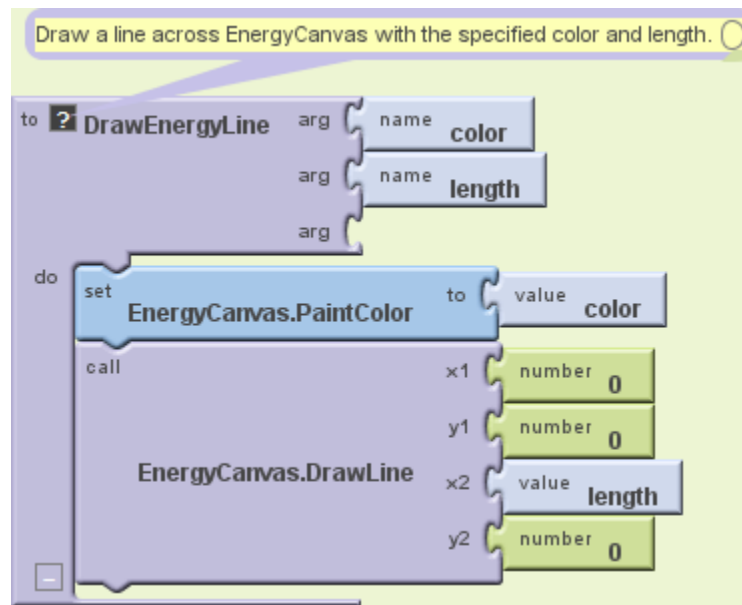 Draw a line across EnergyCanvas with the specified color and length.
to ? DrawEnergyLine arg name color
arg name length
arg
do
set EnergyCanvas.PaintColor to value color
call EnergyCanvas.DrawLine
x1 number 0
y1 number 0
x2 value length
y2 number 0